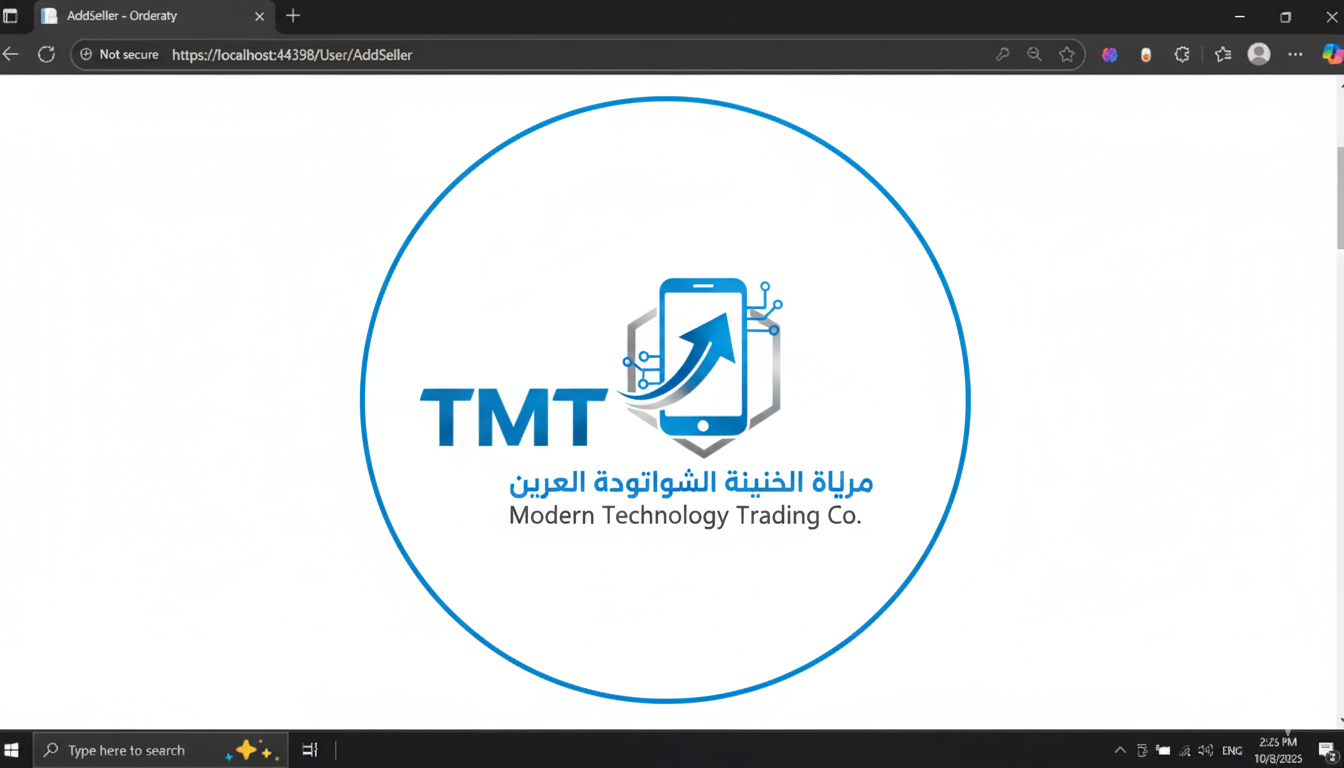 AddSeller - Orderaty
Not secure https://localhost:44398/User/AddSeller
TMT
الخنينة الشواتودة العرين
Modern Technology Trading Co.
Type here to search
ENG
2:25 PM
10/8/2025